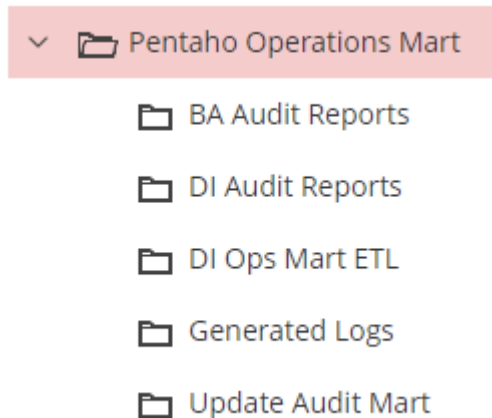 Pentaho Operations Mart
BA Audit Reports
DI Audit Reports
DI Ops Mart ETL
Generated Logs
Update Audit Mart